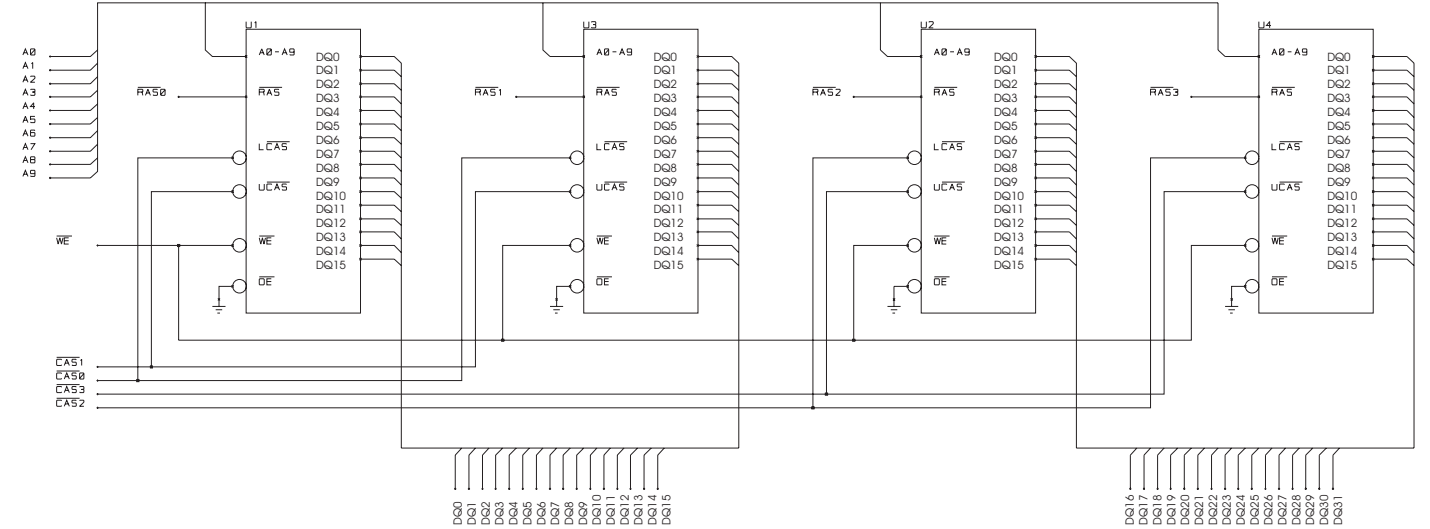 U1
U3
U2
U4
A0
A1
A2
A3
A4
A5
A6
A7
A8
A9
WE
CAS1
CAS0
CAS3
CAS2
RAS0
A0-A9
RAS
LCAS
UCAS
WE
OE
DQ0
DQ1
DQ2
DQ3
DQ4
DQ5
DQ6
DQ7
DQ8
DQ9
DQ10
DQ11
DQ12
DQ13
DQ14
DQ15
RAS1
A0-A9
RAS
LCAS
UCAS
WE
OE
DQ0
DQ1
DQ2
DQ3
DQ4
DQ5
DQ6
DQ7
DQ8
DQ9
DQ10
DQ11
DQ12
DQ13
DQ14
DQ15
RAS2
A0-A9
RAS
LCAS
UCAS
WE
OE
DQ0
DQ1
DQ2
DQ3
DQ4
DQ5
DQ6
DQ7
DQ8
DQ9
DQ10
DQ11
DQ12
DQ13
DQ14
DQ15
RAS3
A0-A9
RAS
LCAS
UCAS
WE
OE
DQ0
DQ1
DQ2
DQ3
DQ4
DQ5
DQ6
DQ7
DQ8
DQ9
DQ10
DQ11
DQ12
DQ13
DQ14
DQ15
DQ0
DQ1
DQ2
DQ3
DQ4
DQ5
DQ6
DQ7
DQ8
DQ9
DQ10
DQ11
DQ12
DQ13
DQ14
DQ15
DQ16
DQ17
DQ18
DQ19
DQ20
DQ21
DQ22
DQ23
DQ24
DQ25
DQ26
DQ27
DQ28
DQ29
DQ30
DQ31